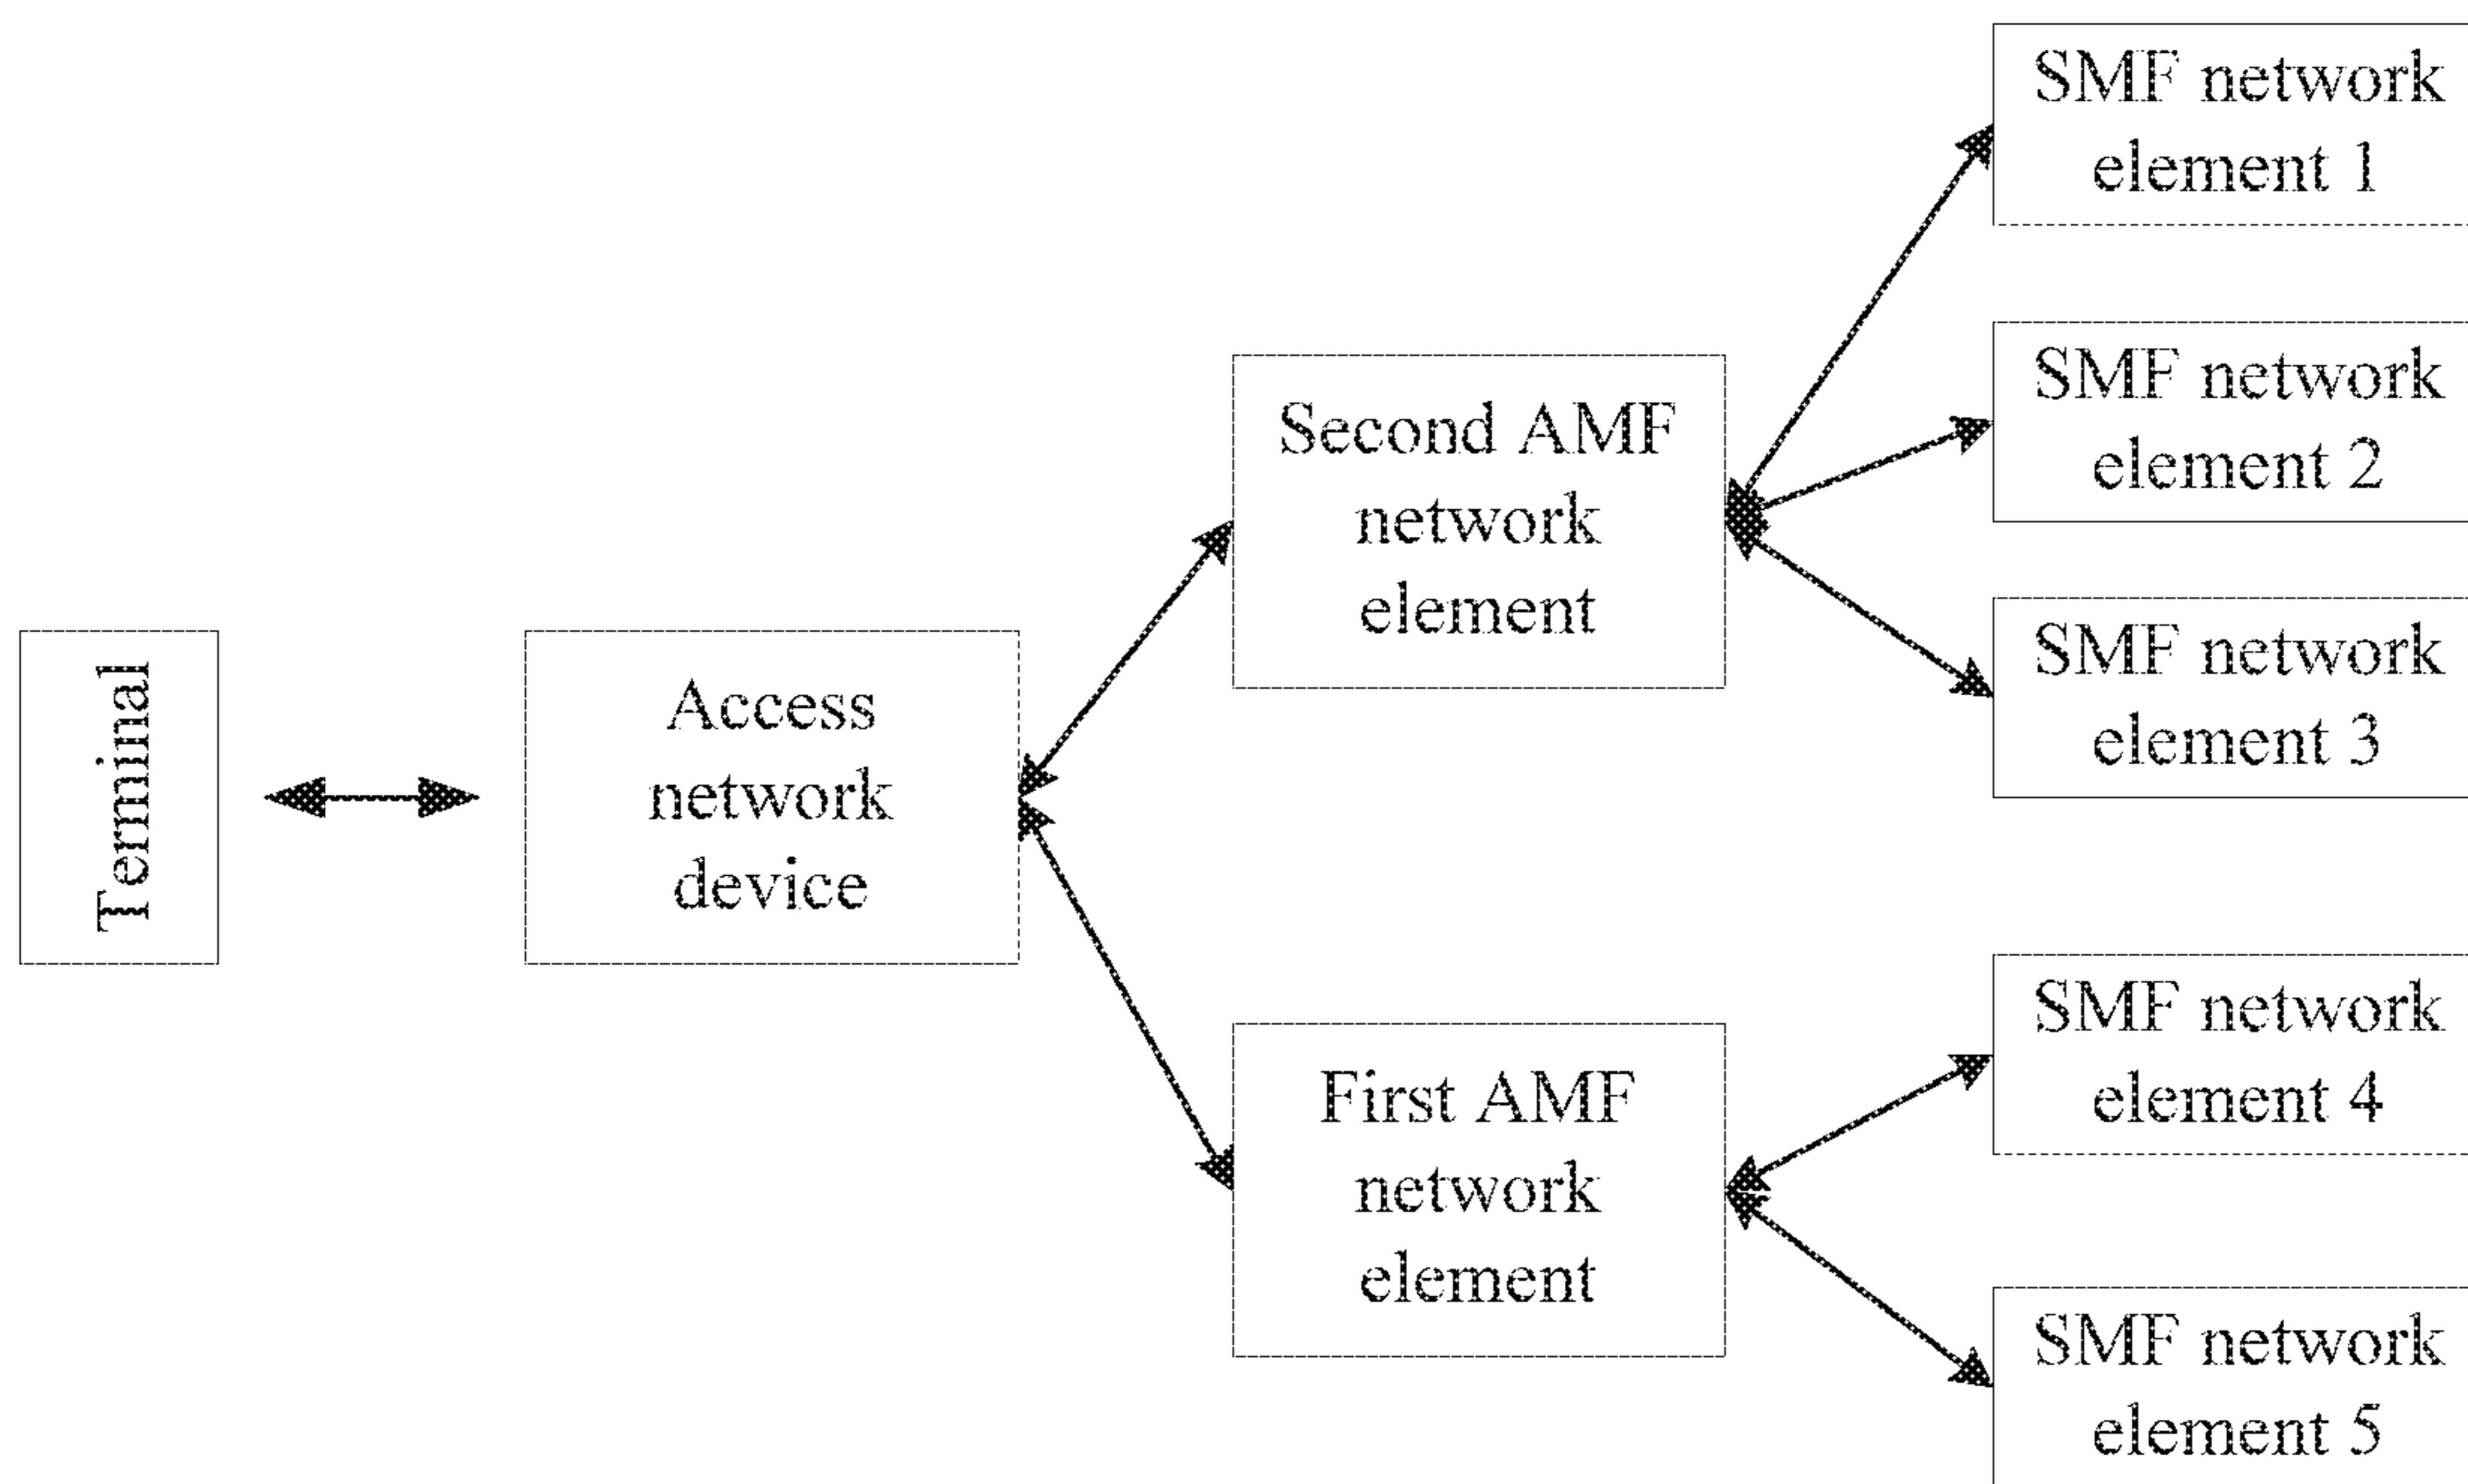 Terminal
Access
network
device
Second AMF
network
element
First AMF
network
element
SMF network
element 1
SMF network
element 2
SMF network
element 3
SMF network
element 4
SMF network
element 5